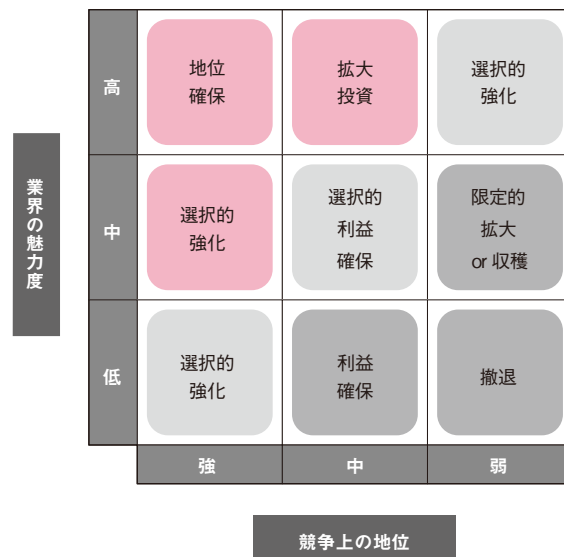 業界の魅力度
高
地位
確保
拡大
投資
選択的
強化
中
選択的
強化
選択的
利益
確保
限定的
拡大
or 収穫
低
選択的
強化
利益
確保
撤退
強
中
弱
競争上の地位